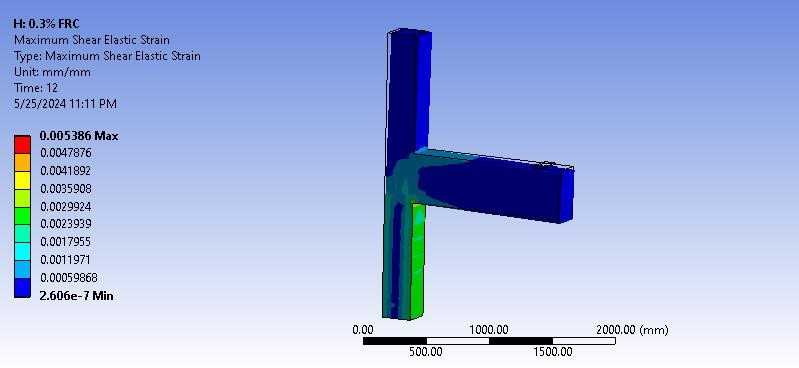 H: 0.3% FRC
Maximum Shear Elastic Strain
Type: Maximum Shear Elastic Strain
Unit: mm/mm
Time: 12
5/25/2024 11:11 PM
0.005386 Max
0.0047876
0.0041892
0.0035908
0.0029924
0.0023939
0.0017955
0.0011971
0.00059868
2.606e-7 Min
0.00 1000.00 2000.00 (mm)
500.00 1500.00